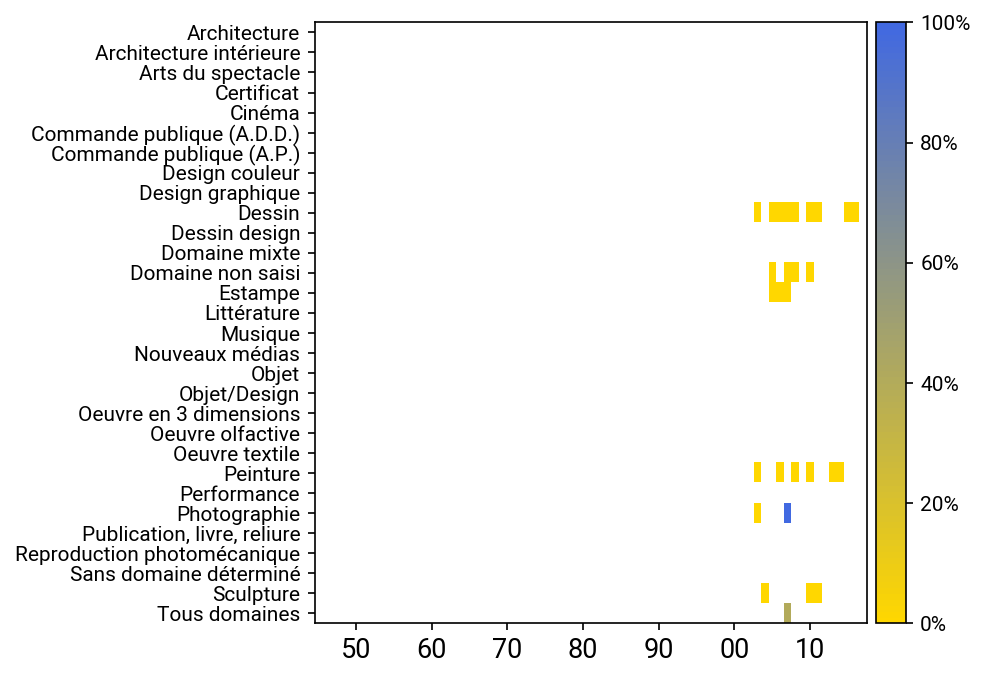 Architecture
Architecture intérieure
Arts du spectacle
Certificat
Cinéma
Commande publique (A.D.D.)
Commande publique (A.P.)
Design couleur
Design graphique
Dessin
Dessin design
Domaine mixte
Domaine non saisi
Estampe
Littérature
Musique
Nouveaux médias
Objet
Objet/Design
Oeuvre en 3 dimensions
Oeuvre olfactive
Oeuvre textile
Peinture
Performance
Photographie
Publication, livre, reliure
Reproduction photomécanique
Sans domaine déterminé
Sculpture
Tous domaines
50 60 70 80 90 00 10
100%
80%
60%
40%
20%
0%